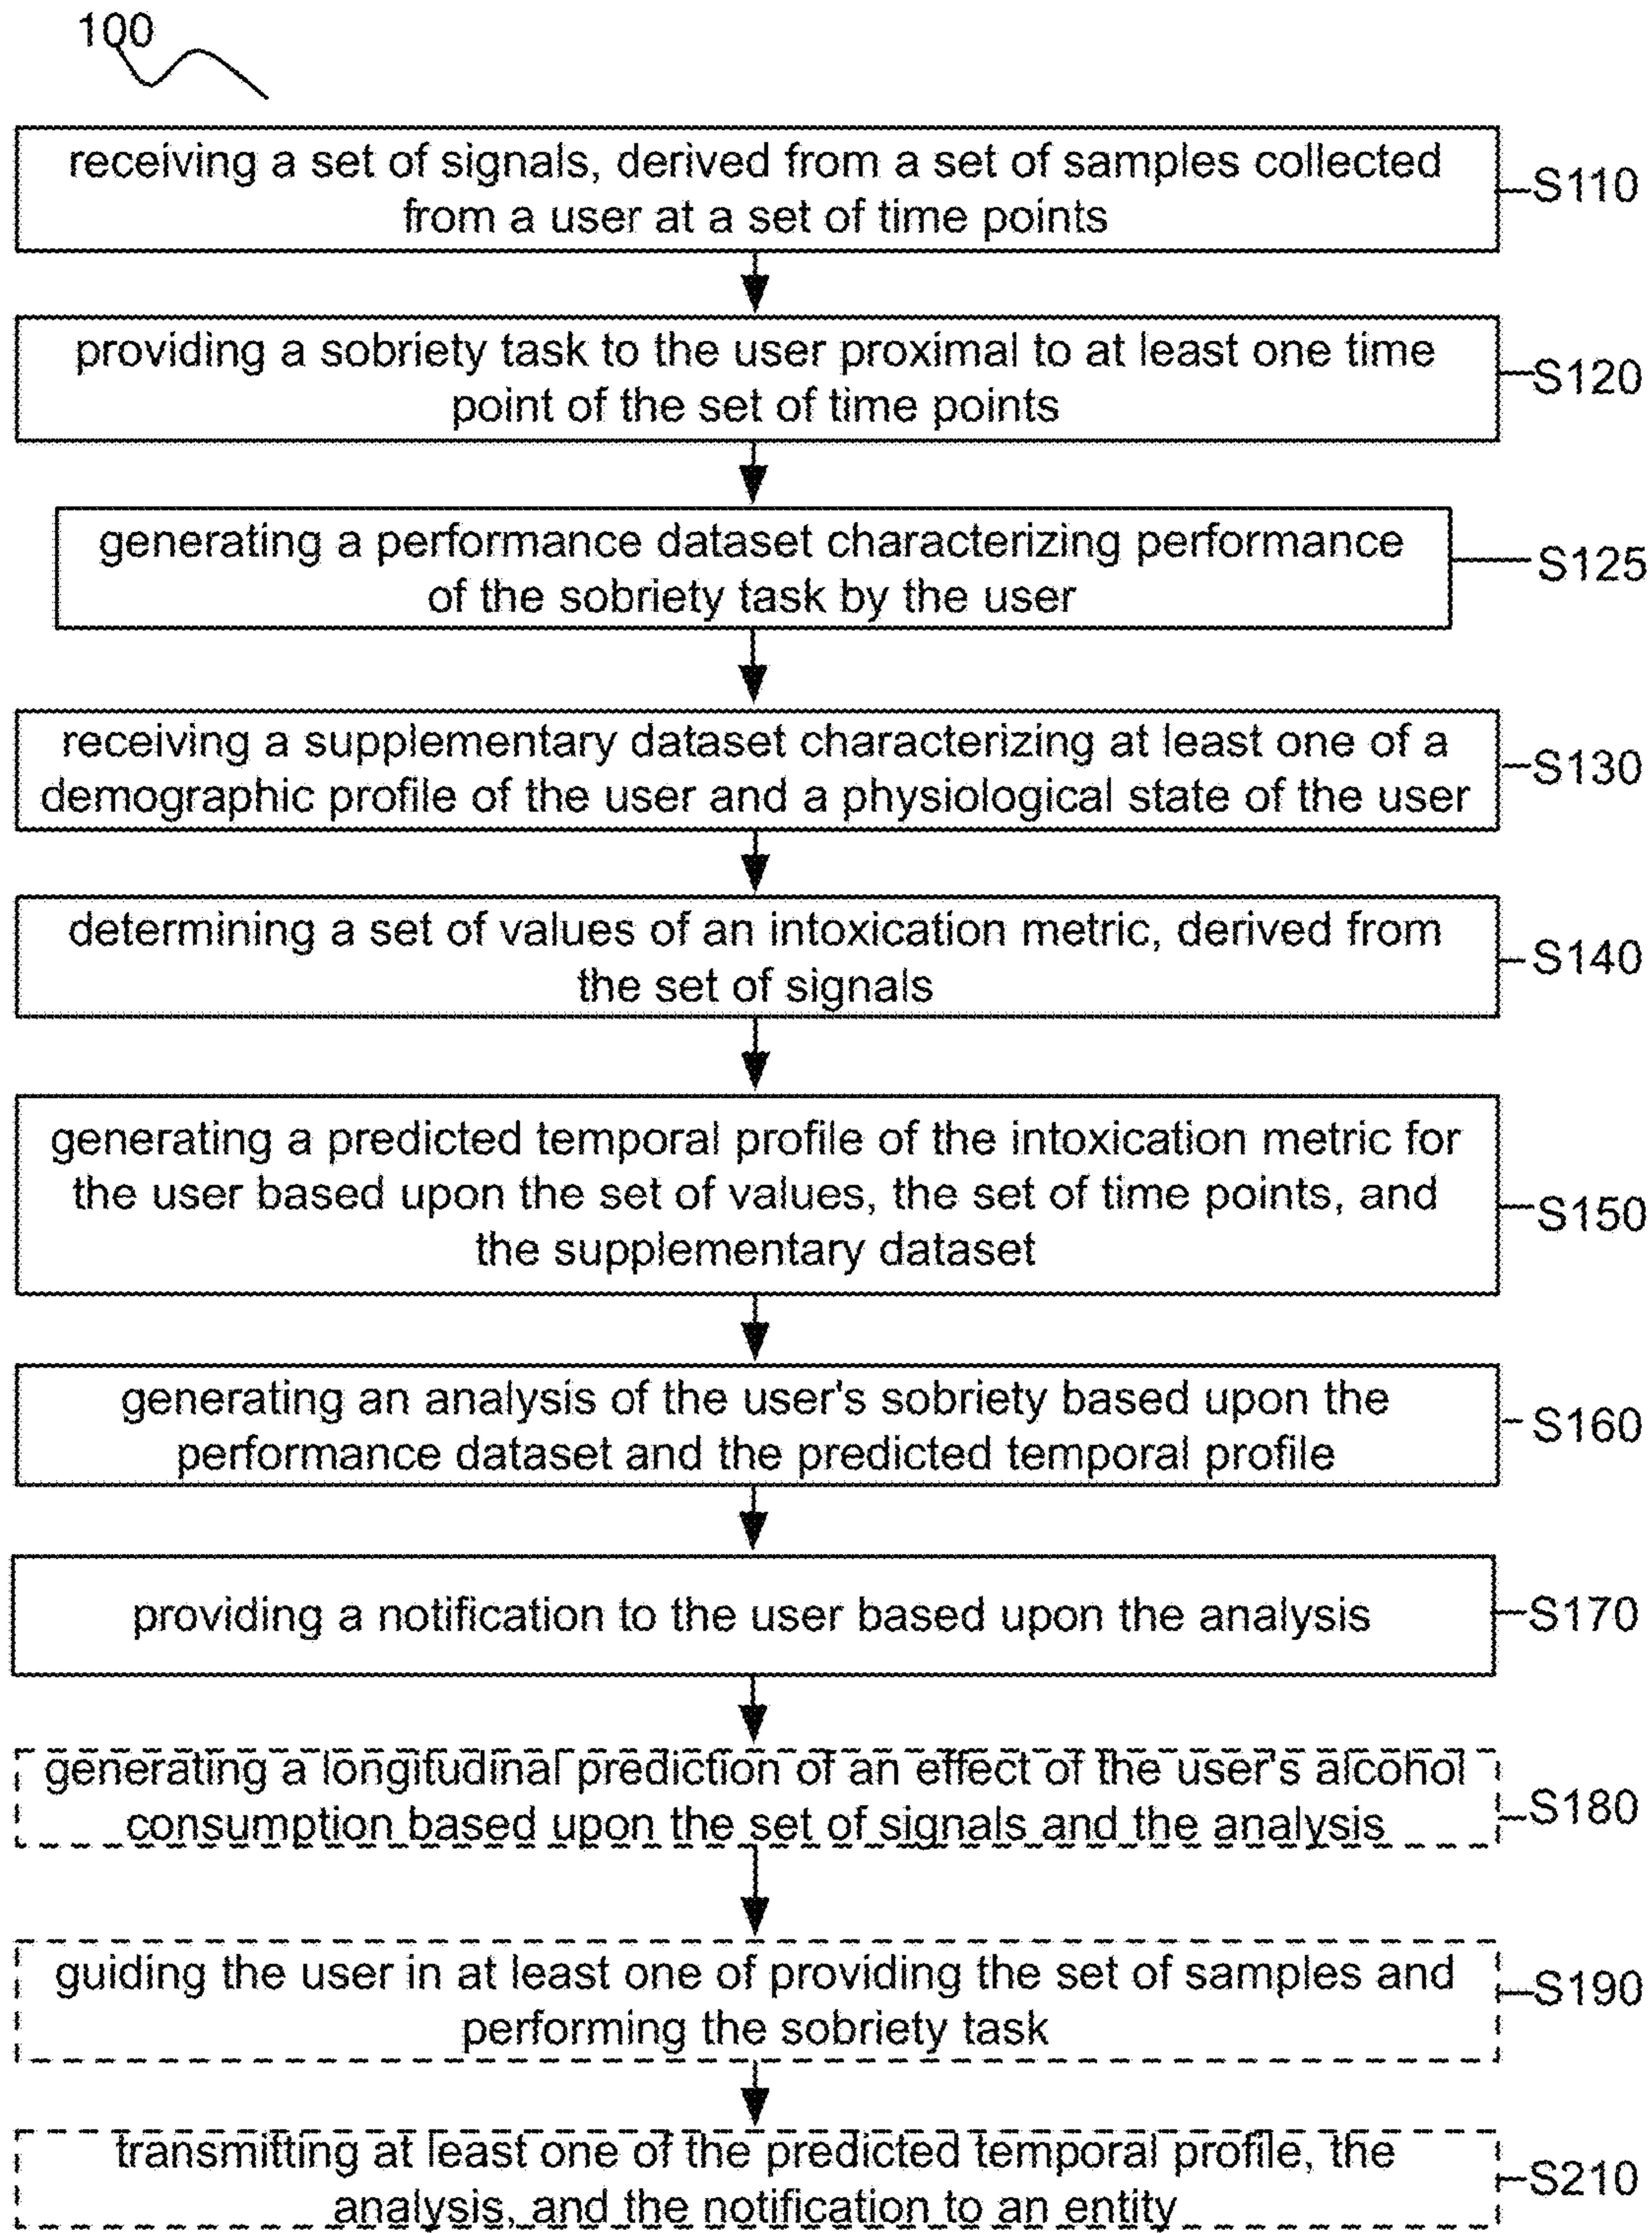 100
receiving a set of signals, derived from a set of samples collected
from a user at a set of time points
S110
providing a sobriety task to the user proximal to at least one time
point of the set of time points
S120
generating a performance dataset characterizing performance
of the sobriety task by the user
S125
receiving a supplementary dataset characterizing at least one of a
demographic profile of the user and a physiological state of the user
S130
determining a set of values of an intoxication metric, derived from
the set of signals
S140
generating a predicted temporal profile of the intoxication metric for
the user based upon the set of values, the set of time points, and
the supplementary dataset
S150
generating an analysis of the user's sobriety based upon the
performance dataset and the predicted temporal profile
S160
providing a notification to the user based upon the analysis
S170
generating a longitudinal prediction of an effect of the user's alcohol
consumption based upon the set of signals and the analysis
S180
guiding the user in at least one of providing the set of samples and
performing the sobriety task
S190
transmitting at least one of the predicted temporal profile, the
analysis, and the notification to an entity
S210